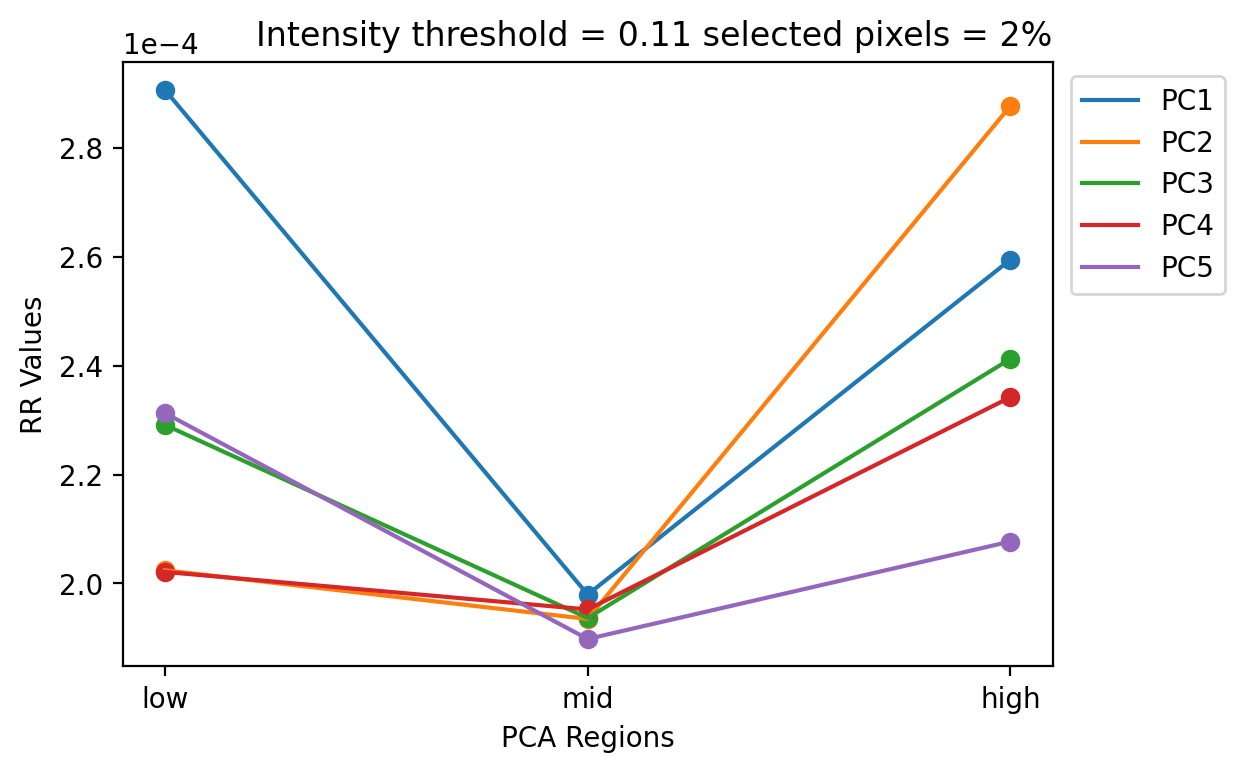 Intensity threshold = 0.11 selected pixels = 2%
1e−4
2.8
2.6
2.4
2.2
2.0
RR Values
low
mid
high
PCA Regions
PC1
PC2
PC3
PC4
PC5